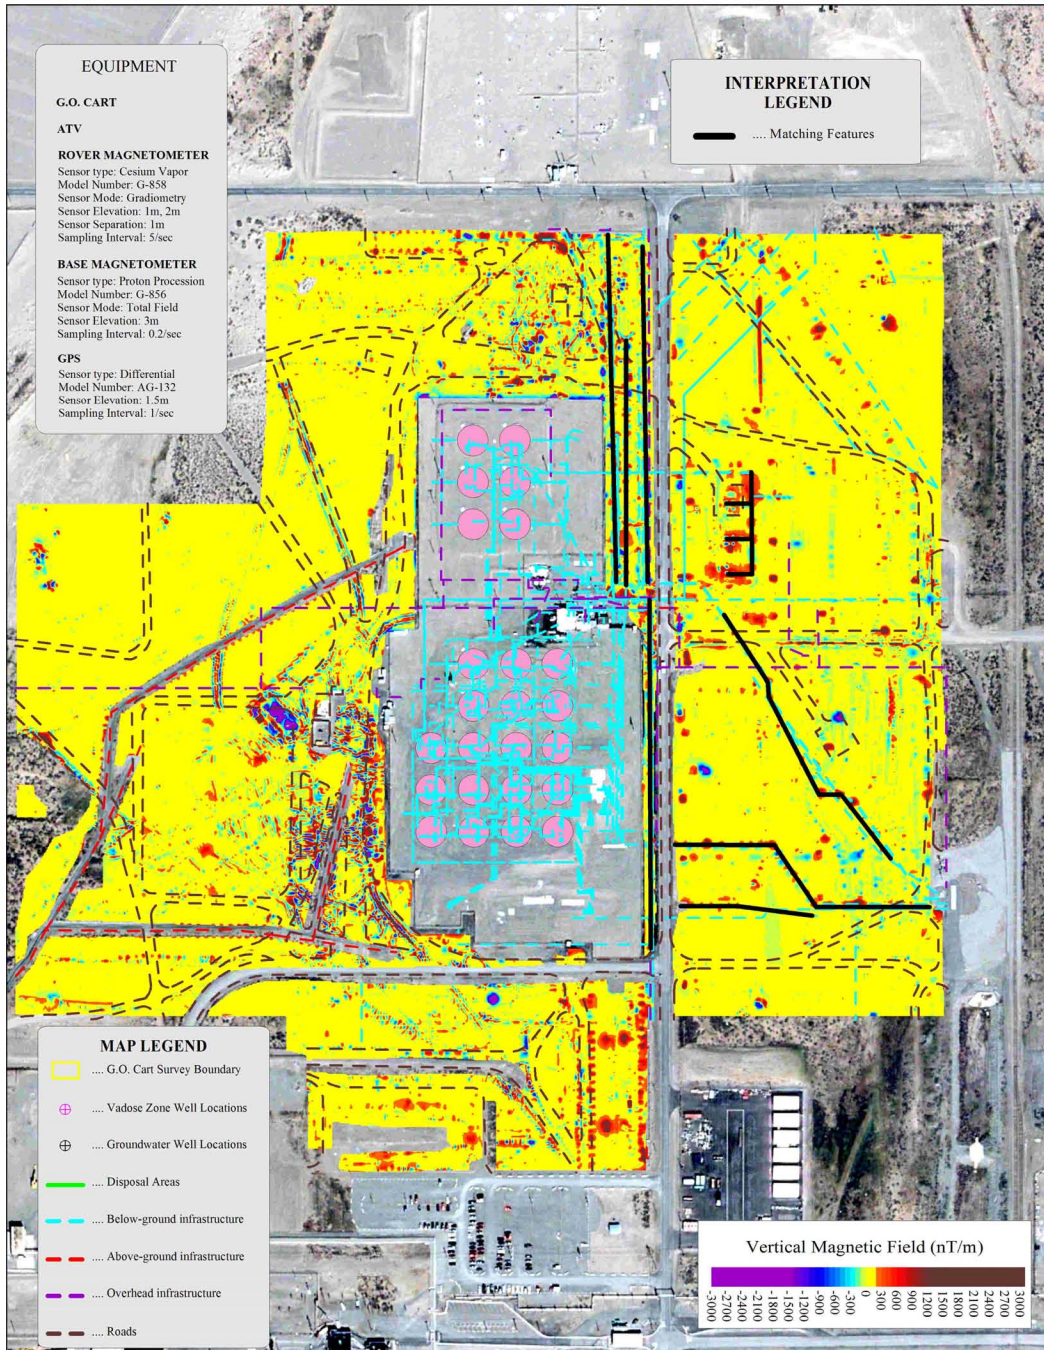 EQUIPMENT
G.O. CART
ATV
ROVER MAGNETOMETER
Sensor type: Cesium Vapor
Model Number: G-858
Sensor Mode: Gradiometry
Sensor Elevation: 1m, 2m
Sensor Separation: 1m
Sampling Interval: 5/sec
BASE MAGNETOMETER
Sensor type: Proton Procession
Model Number: G-856
Sensor Mode: Total Field
Sensor Elevation: 3m
Sampling Interval: 0.2/sec
GPS
Sensor type: Differential
Model Number: AG-132
Sensor Elevation: 1.5m
Sampling Interval: 1/sec
INTERPRETATION
LEGEND
.... Matching Features
MAP LEGEND
.... G.O. Cart Survey Boundary
.... Vadose Zone Well Locations
.... Groundwater Well Locations
.... Disposal Areas
.... Below-ground infrastructure
.... Above-ground infrastructure
.... Overhead infrastructure
.... Roads
Vertical Magnetic Field (nT/m)
-3000 -2700 -2400 -2100 -1800 -1500 -1200 -900 -600 -300 0 300 600 900 1200 1500 1800 2100 2400 2700 3000